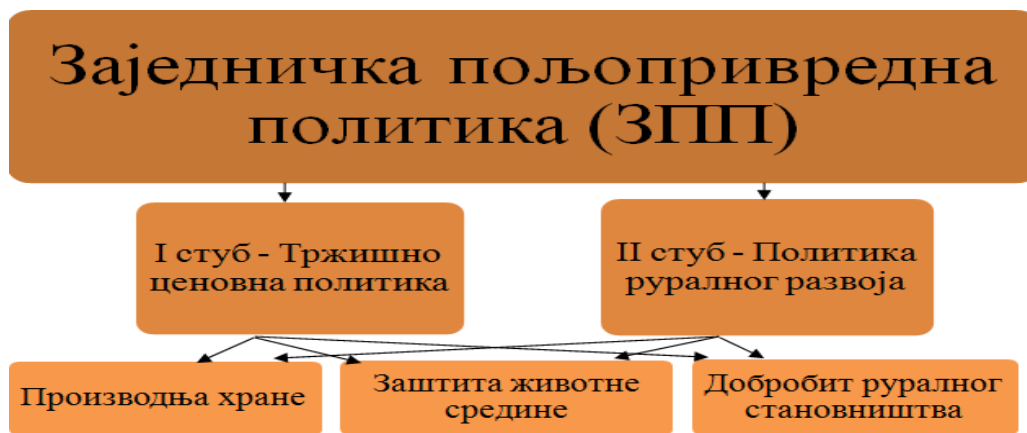 Заједничка пољопривредна
политика (ЗПП)
I стуб - Тржишно
ценовна политика
II стуб - Политика
руралног развоја
Производња хране
Заштита животне
средине
Добробит руралног
становништва